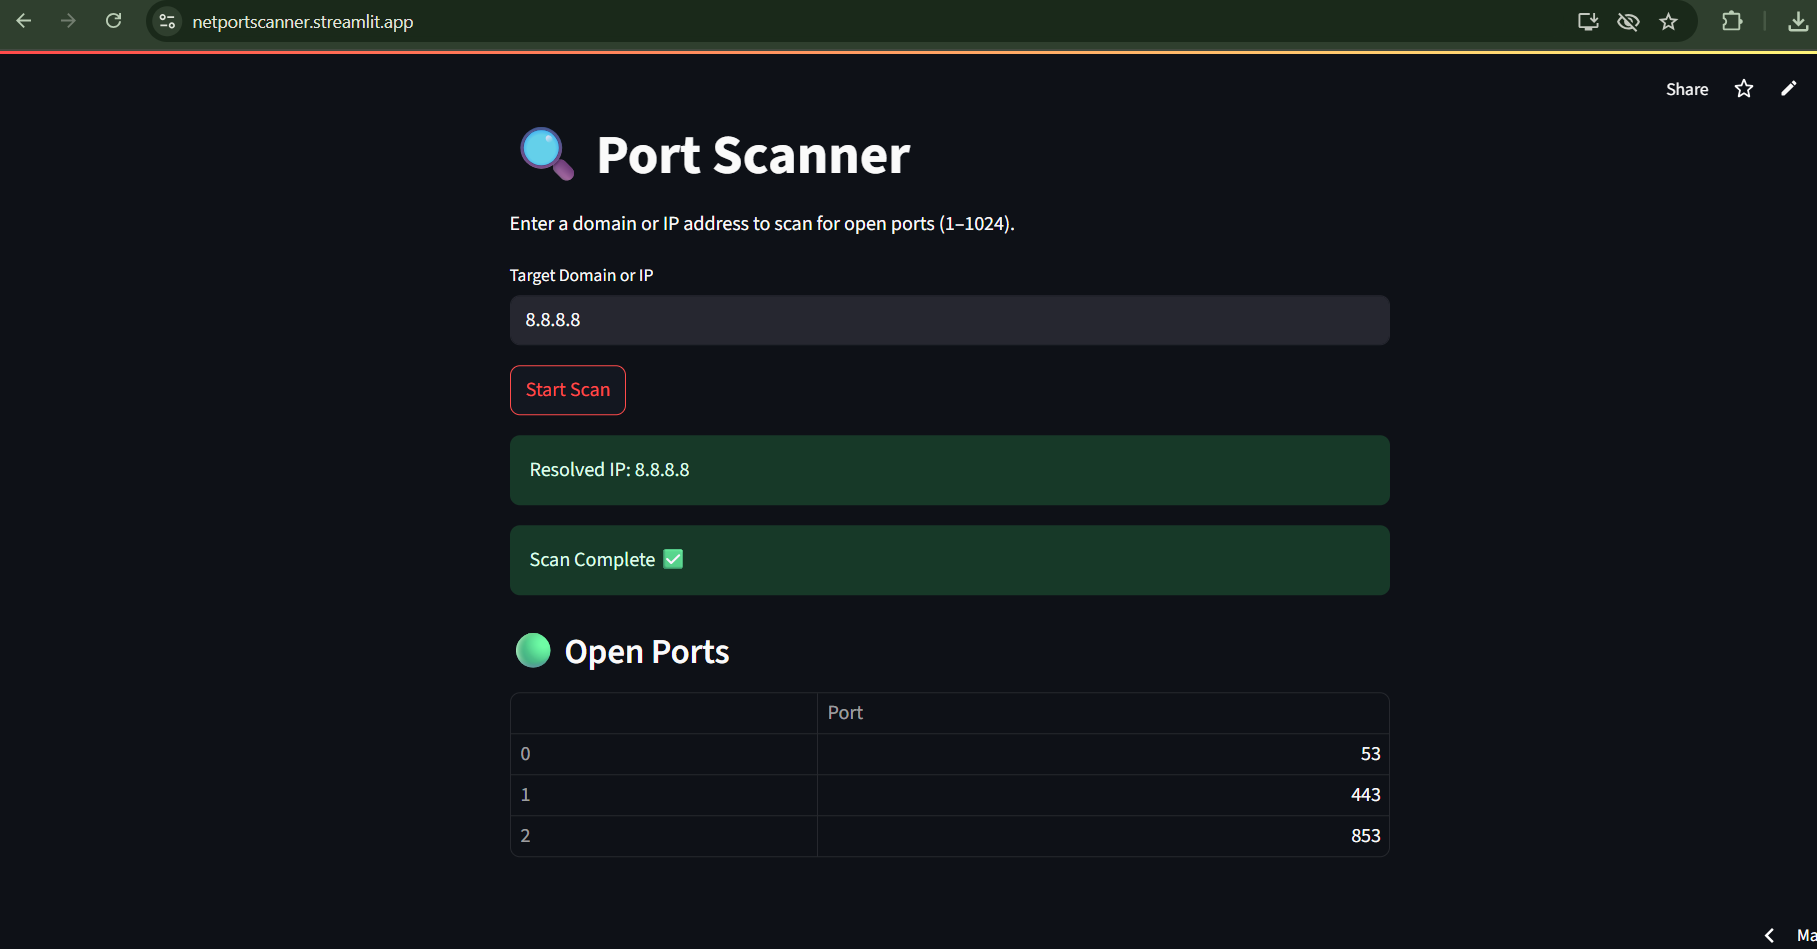 netportscanner.streamlit.app
Share
Port Scanner
Enter a domain or IP address to scan for open ports (1–1024).
Target Domain or IP
8.8.8.8
Start Scan
Resolved IP: 8.8.8.8
Scan Complete
Open Ports
Port
0 53
1 443
2 853